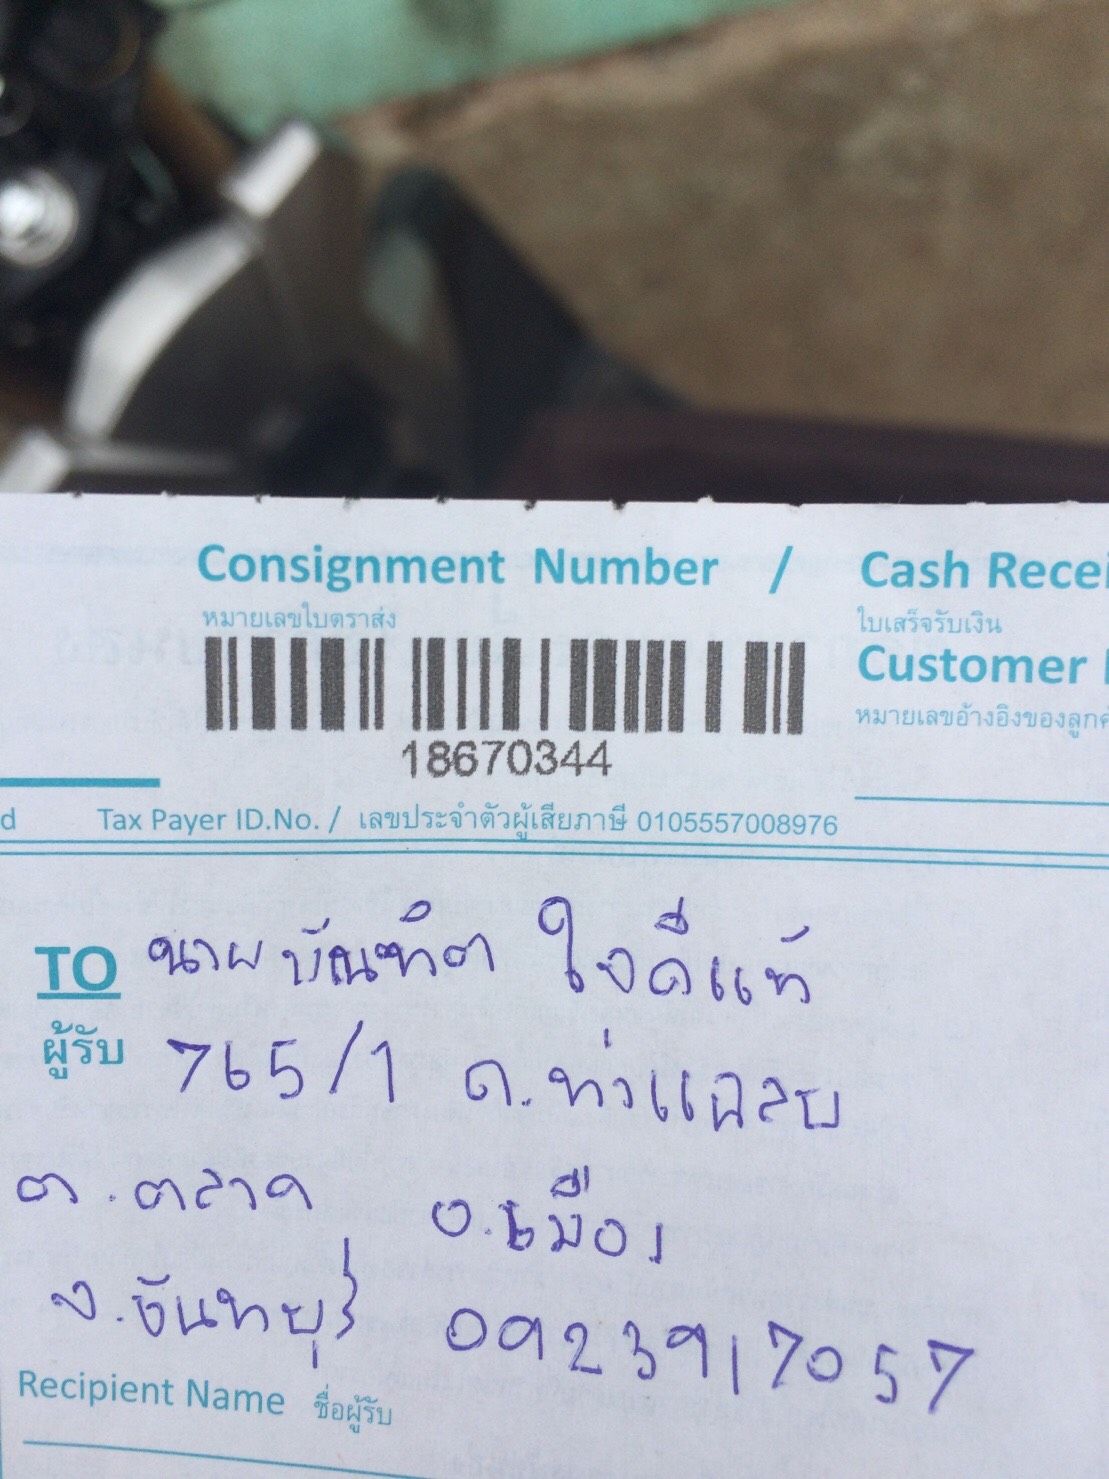 Consignment Number / Cash Recei
หมายเลขใบตราส่ง
ใบเสร็จรับเงิน
Customer
หมายเลขอ้างอิงของลูกค้
18670344
d Tax Payer ID.No. / เลขประจำตัวผู้เสียภาษี 0105557008976
TO นายบัณฑิต ใจดีแท้
ผู้รับ 765/1 ถ.ท่าแฉลบ
ต.ตลาด อ.เมือง
จ.จันทบุรี 0923917057
Recipient Name ชื่อผู้รับ